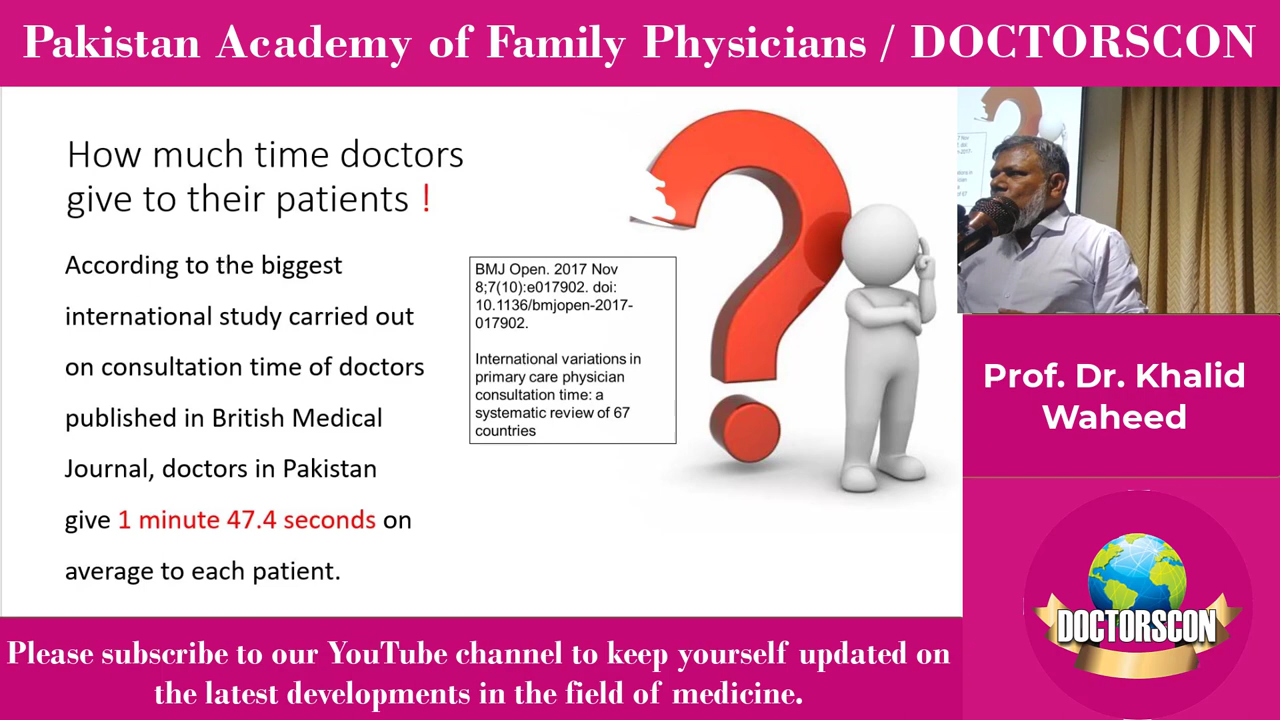 Pakistan Academy of Family Physicians / DOCTORSCON
How much time doctors
give to their patients !
According to the biggest
international study carried out
on consultation time of doctors
published in British Medical
Journal, doctors in Pakistan
give 1 minute 47.4 seconds on
average to each patient.
BMJ Open. 2017 Nov
8;7(10):e017902. doi:
10.1136/bmjopen-2017-
017902.
International variations in
primary care physician
consultation time: a
systematic review of 67
countries
Prof. Dr. Khalid
Waheed
DOCTORSCON
Please subscribe to our YouTube channel to keep yourself updated on
the latest developments in the field of medicine.